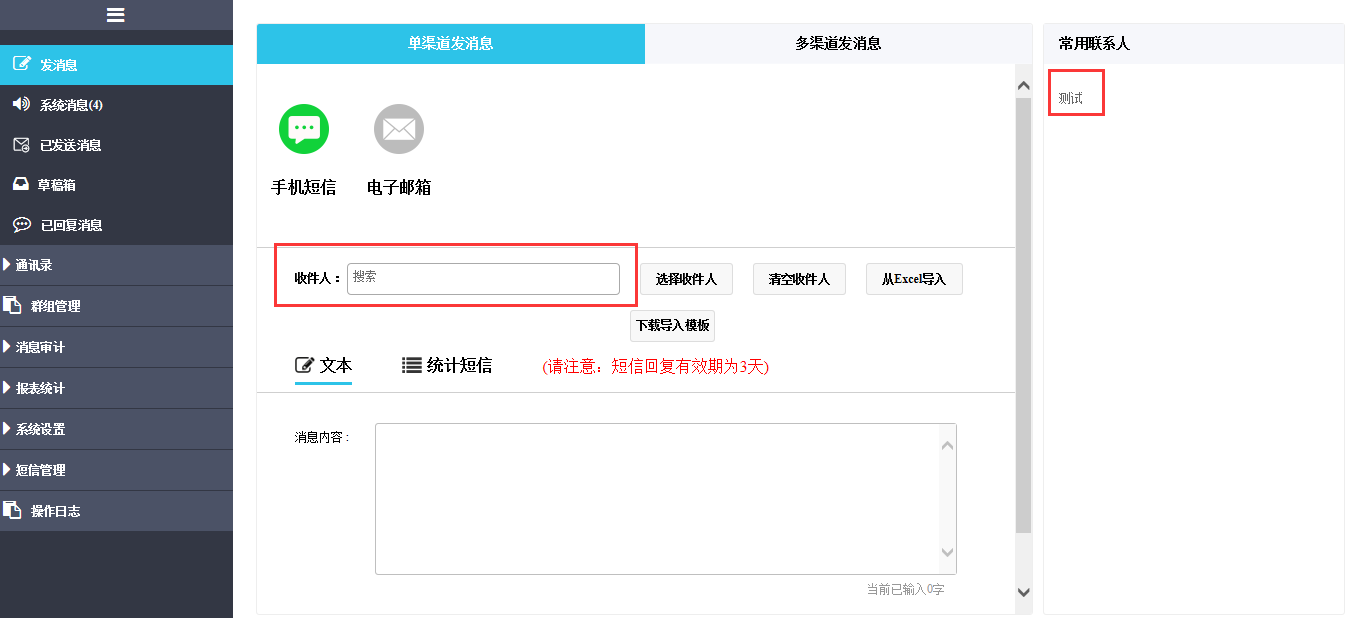 发消息
系统消息(4)
已发送消息
草稿箱
已回复消息
通讯录
群组管理
消息审计
报表统计
系统设置
短信管理
操作日志
单渠道发消息
多渠道发消息
手机短信
电子邮箱
收件人：
搜索
选择收件人
清空收件人
从Excel导入
下载导入模板
文本
统计短信
(请注意：短信回复有效期为3天)
消息内容：
当前已输入0字
常用联系人
测试